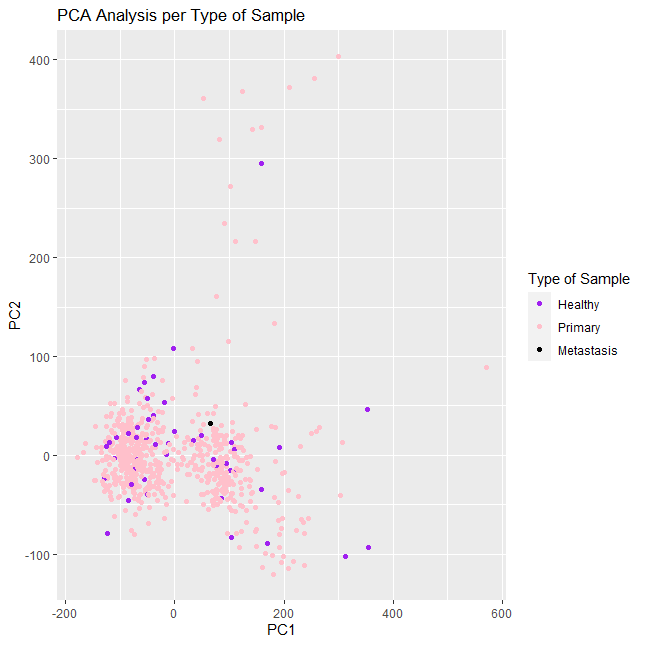 PCA Analysis per Type of Sample
400
300
200
100
0
-100
PC2
-200
0
200
400
600
PC1
Type of Sample
Healthy
Primary
Metastasis